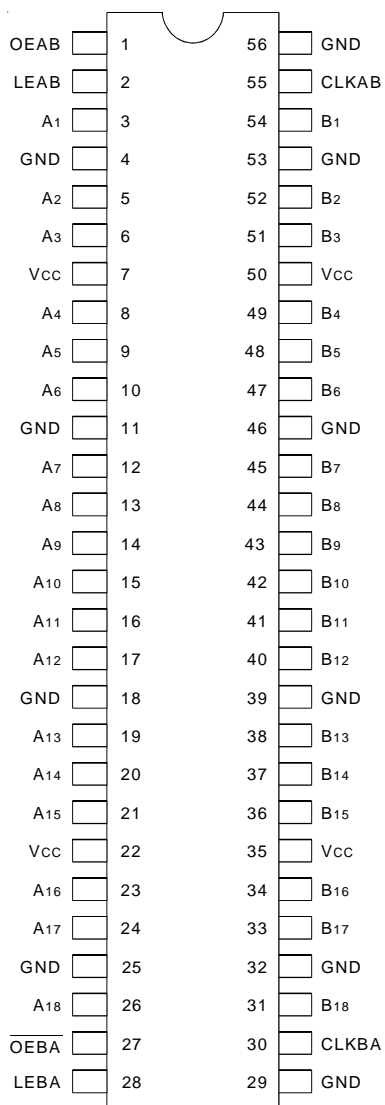 OEAB 1 56 GND
LEAB 2 55 CLKAB
A1 3 54 B1
GND 4 53 GND
A2 5 52 B2
A3 6 51 B3
VCC 7 50 VCC
A4 8 49 B4
A5 9 48 B5
A6 10 47 B6
GND 11 46 GND
A7 12 45 B7
A8 13 44 B8
A9 14 43 B9
A10 15 42 B10
A11 16 41 B11
A12 17 40 B12
GND 18 39 GND
A13 19 38 B13
A14 20 37 B14
A15 21 36 B15
VCC 22 35 VCC
A16 23 34 B16
A17 24 33 B17
GND 25 32 GND
A18 26 31 B18
O̅E̅B̅A̅ 27 30 CLKBA
LEBA 28 29 GND